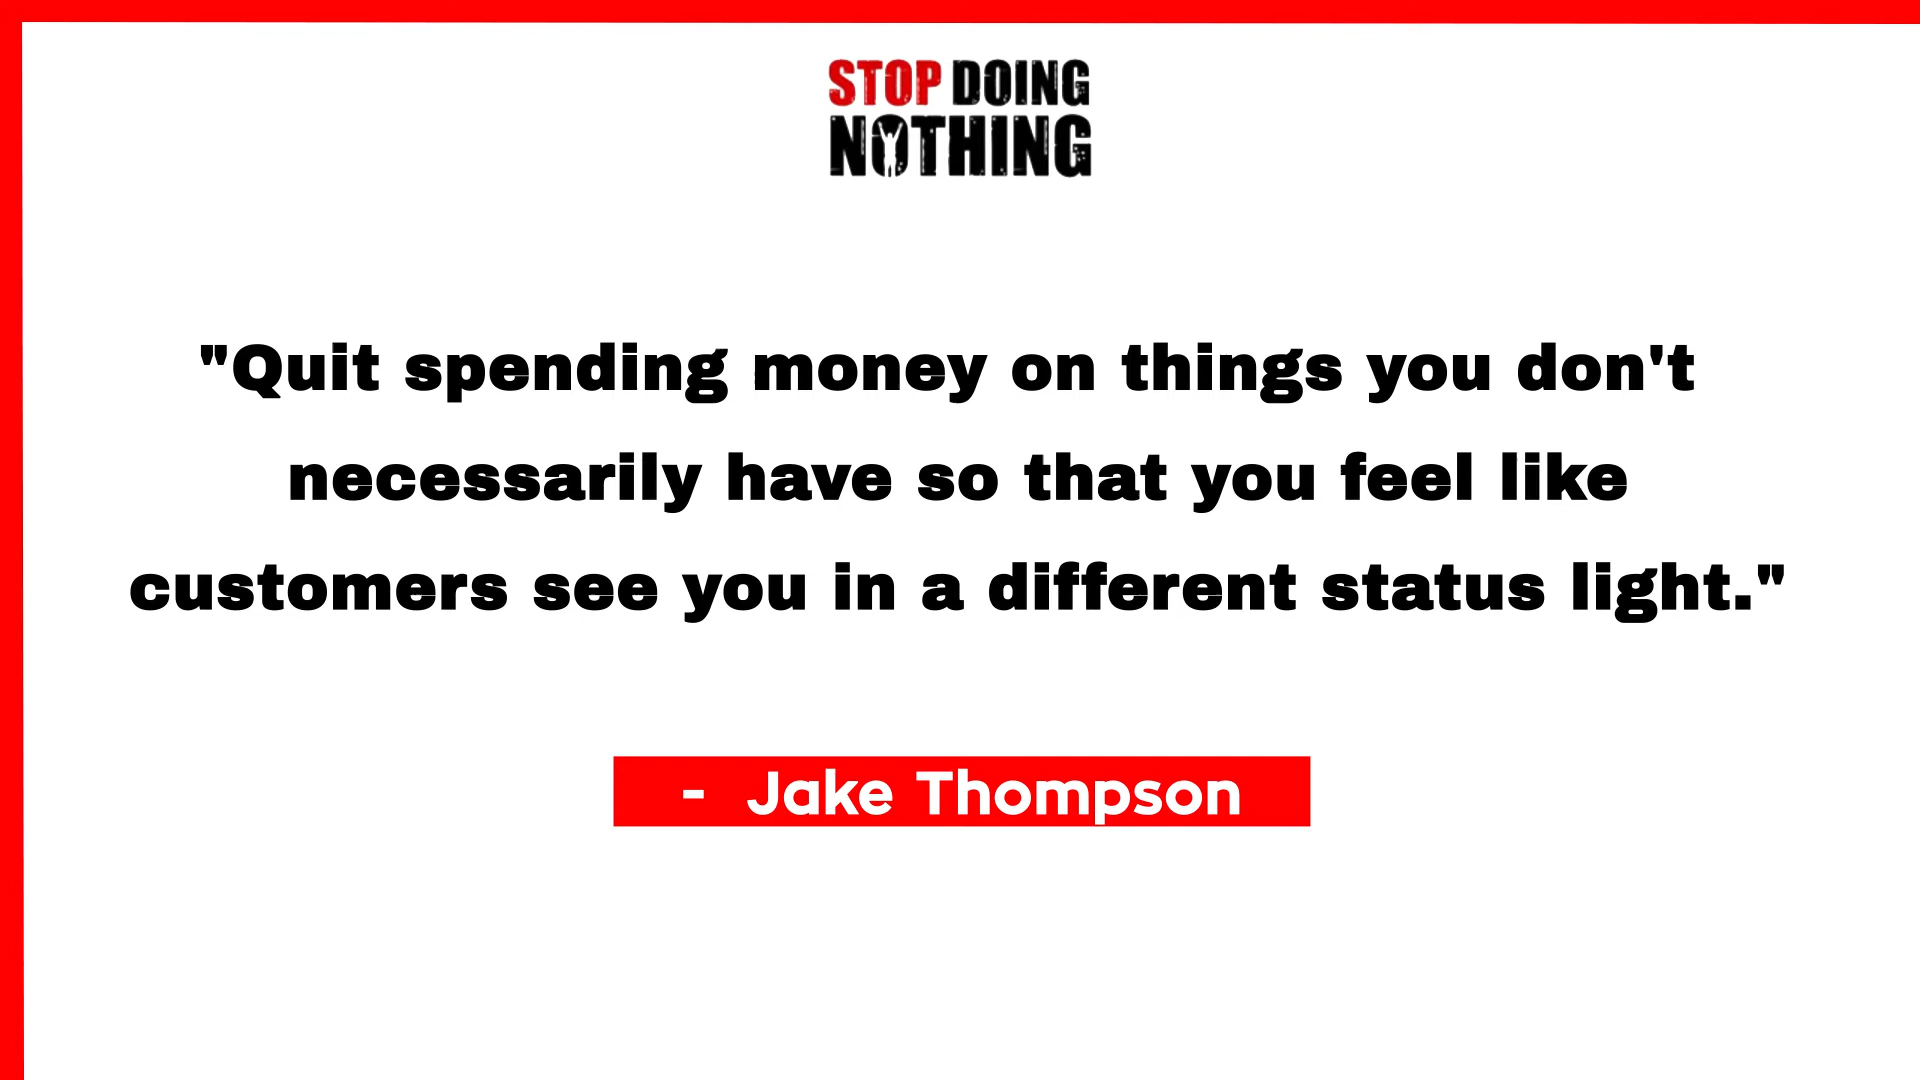 STOP DOING
NOTHING
"Quit spending money on things you don't
necessarily have so that you feel like
customers see you in a different status light."
- Jake Thompson